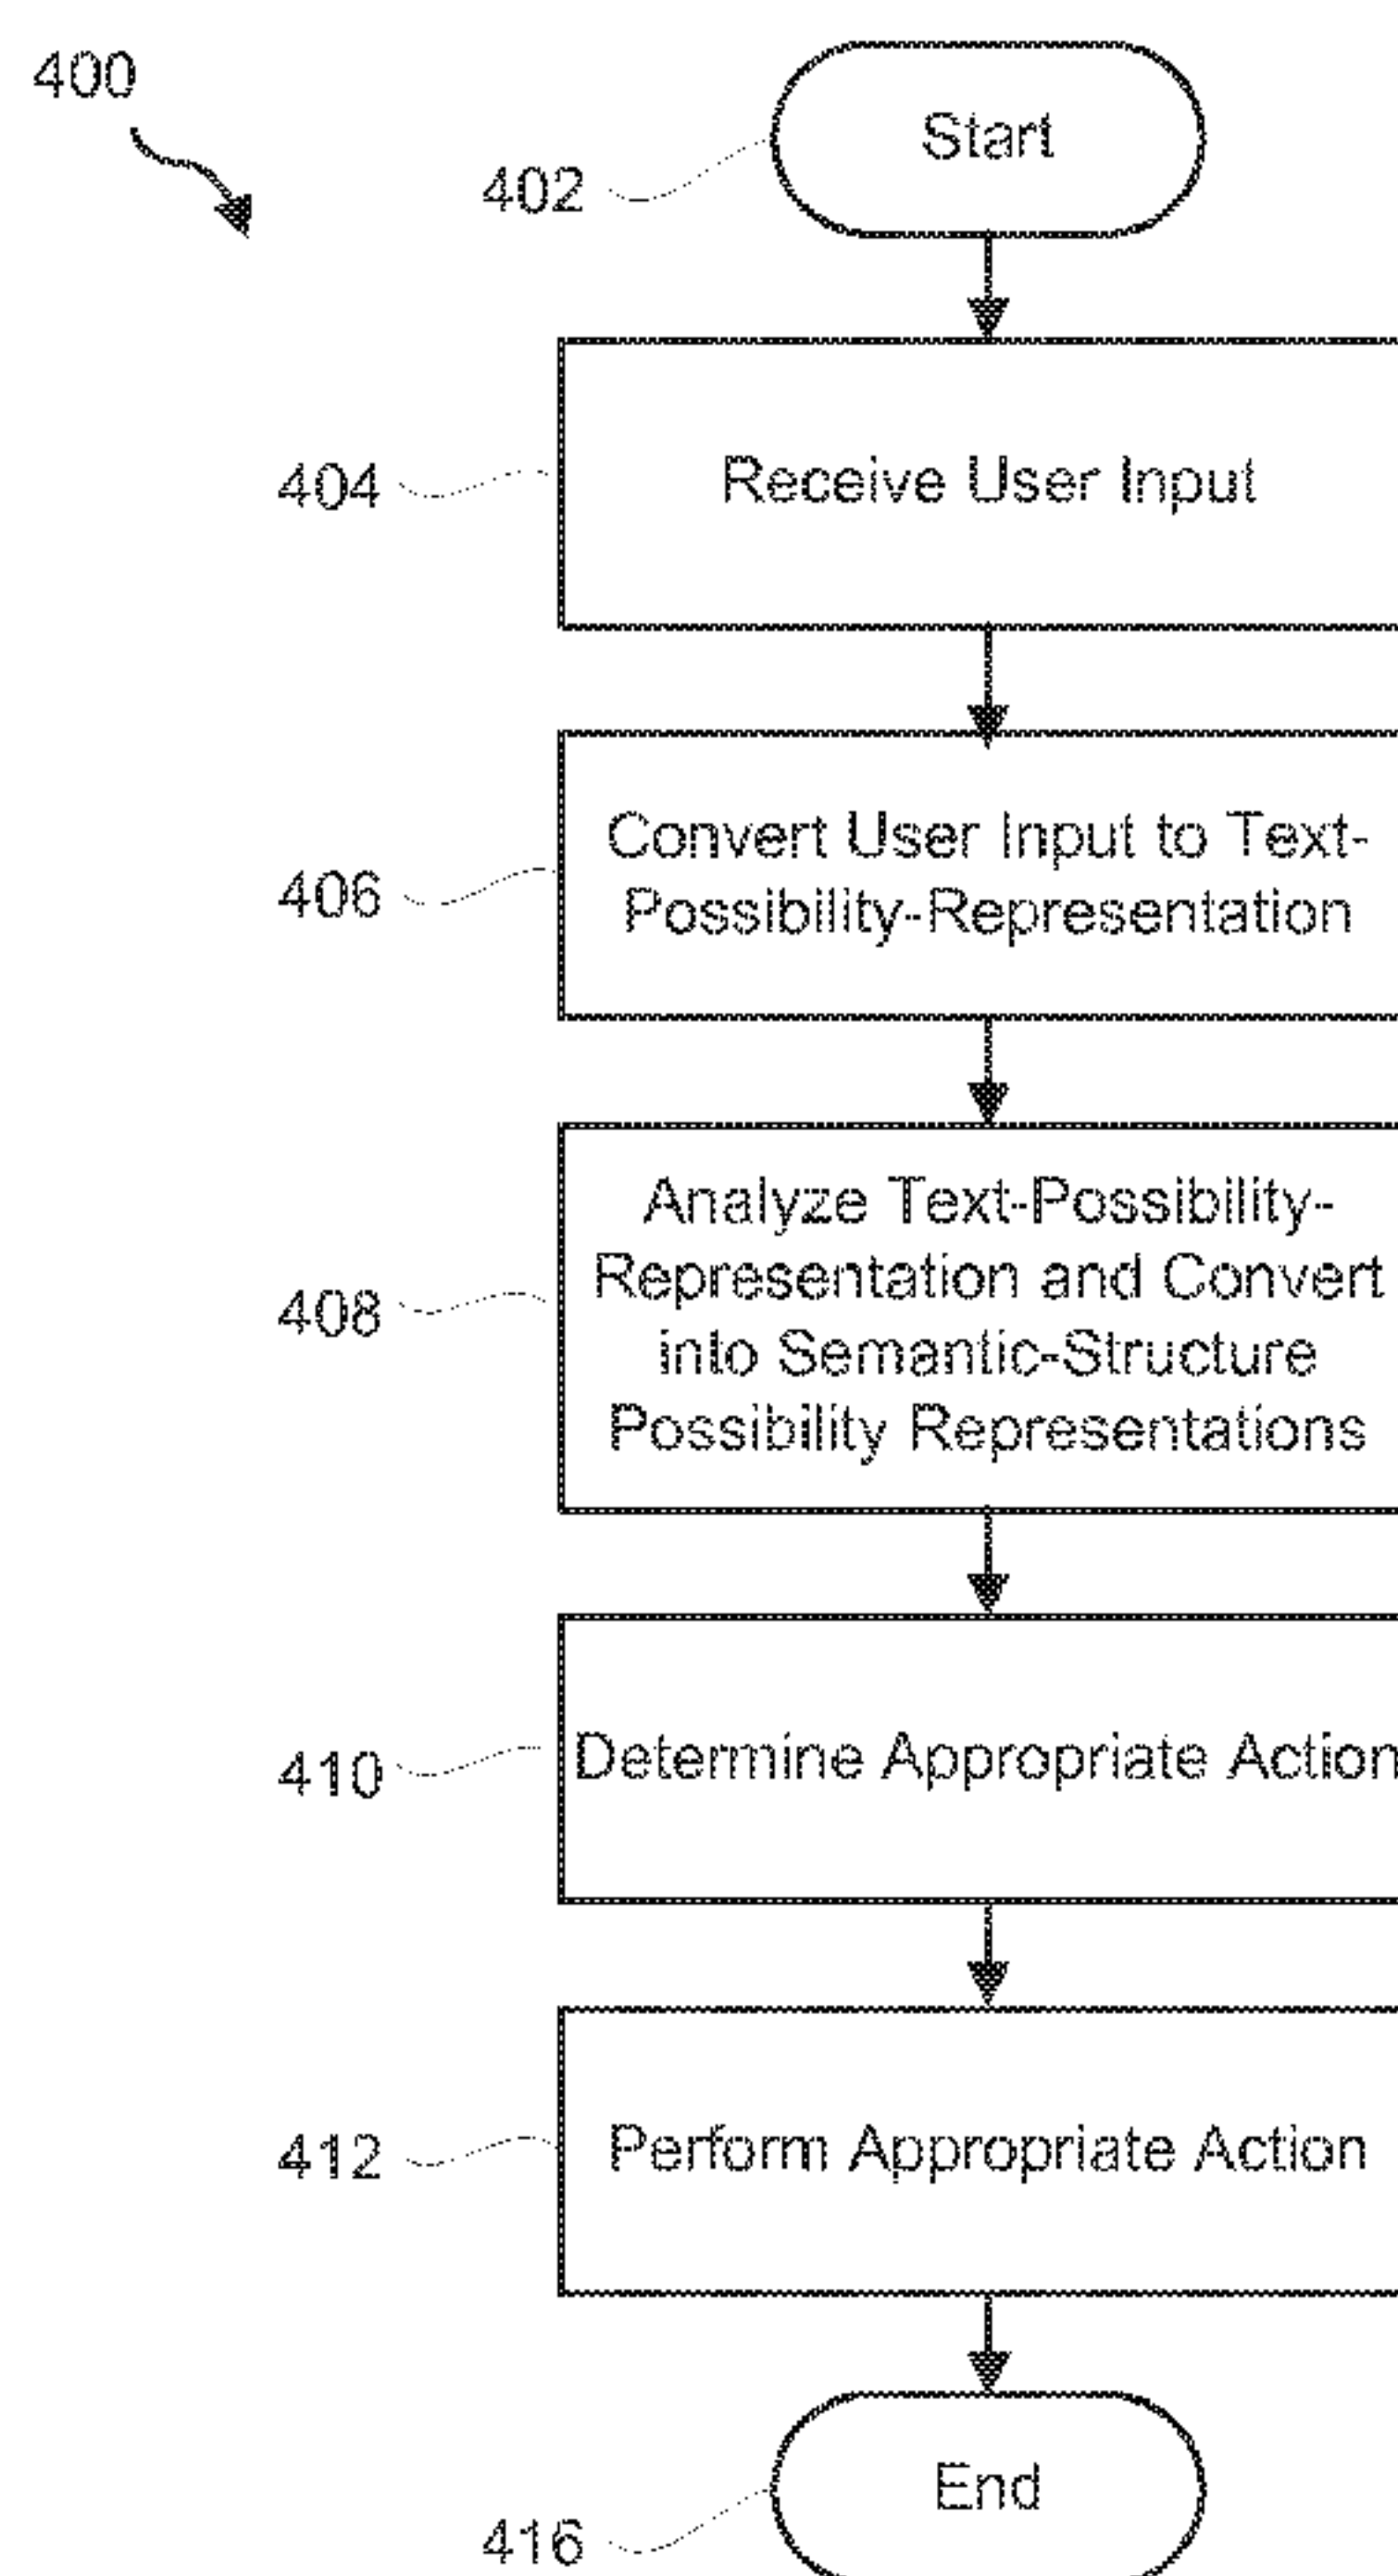 400
Start
402
404
Receive User Input
Convert User Input to Text-
Possibility-Representation
406
Analyze Text-Possibility-
Representation and Convert
into Semantic-Structure
Possibility Representations
408
Determine Appropriate Action
410
Perform Appropriate Action
412
End
416